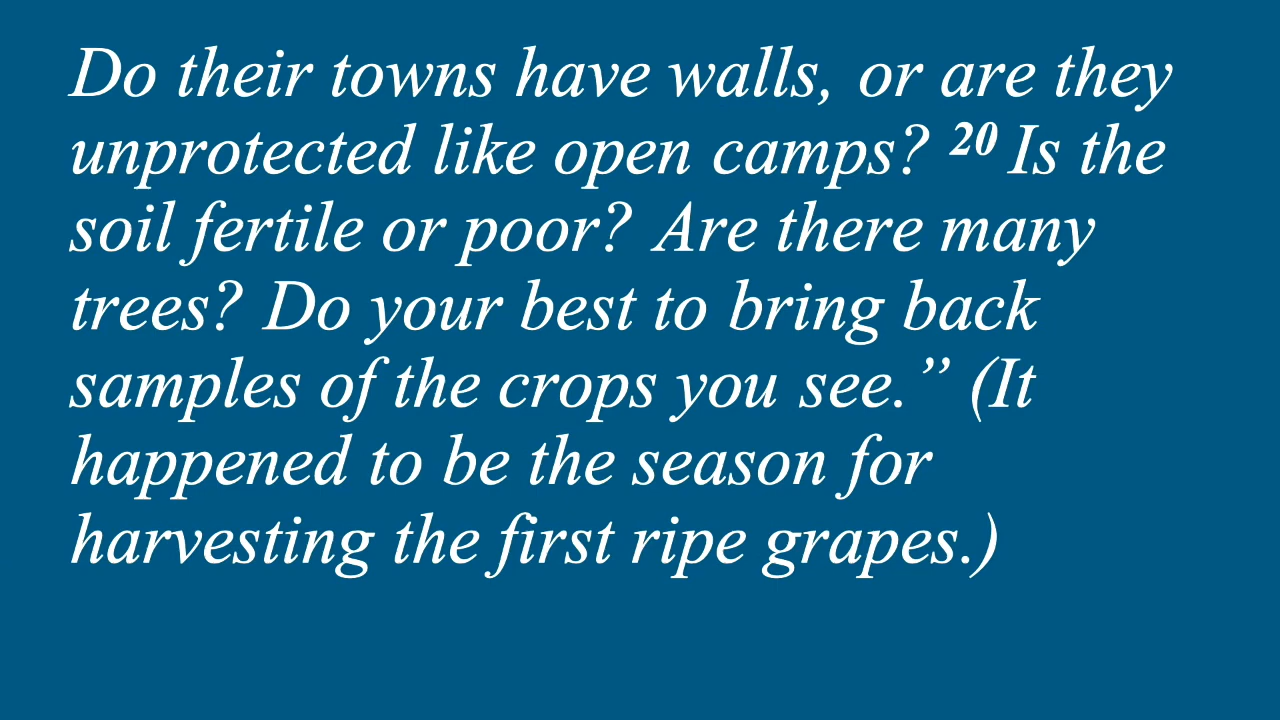 Do their towns have walls, or are they
unprotected like open camps? 20 Is the
soil fertile or poor? Are there many
trees? Do your best to bring back
samples of the crops you see.” (It
happened to be the season for
harvesting the first ripe grapes.)